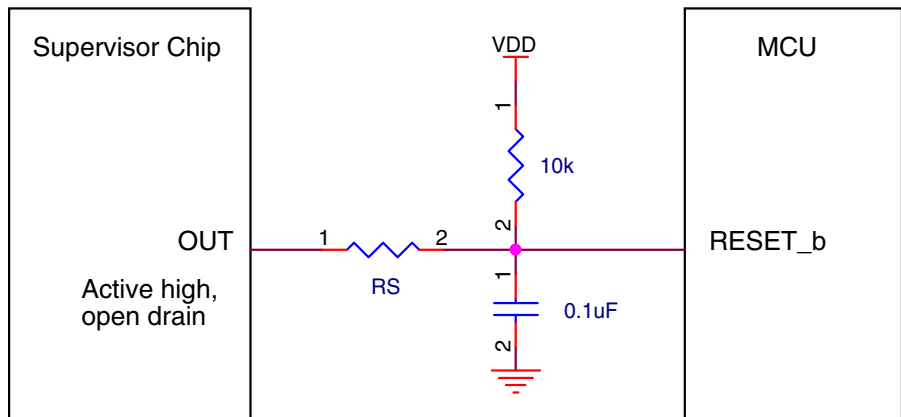 Supervisor Chip
VDD
MCU
1
10k
2
OUT
1
2
RESET_b
RS
1
Active high,
open drain
0.1uF
2